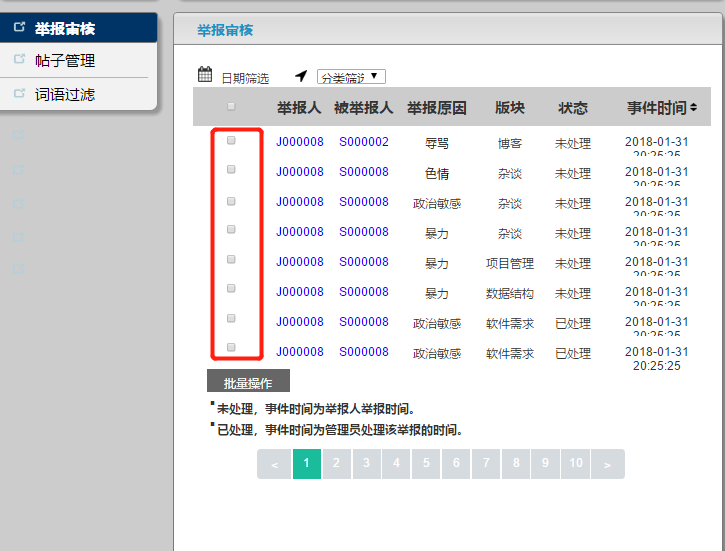 举报审核
帖子管理
词语过滤
举报审核
日期筛选 分类筛选
举报人 被举报人 举报原因 版块 状态 事件时间
J000008 S000002 辱骂 博客 未处理 2018-01-31
20:25:25
J000008 S000008 色情 杂谈 未处理 2018-01-31
20:25:25
J000008 S000008 政治敏感 杂谈 未处理 2018-01-31
20:25:25
J000008 S000008 暴力 杂谈 未处理 2018-01-31
20:25:25
J000008 S000008 暴力 项目管理 未处理 2018-01-31
20:25:25
J000008 S000008 暴力 数据结构 未处理 2018-01-31
20:25:25
J000008 S000008 政治敏感 软件需求 已处理 2018-01-31
20:25:25
J000008 S000008 政治敏感 软件需求 已处理 2018-01-31
20:25:25
批量操作
未处理，事件时间为举报人举报时间。
已处理，事件时间为管理员处理该举报的时间。
< 1 2 3 4 5 6 7 8 9 10 >